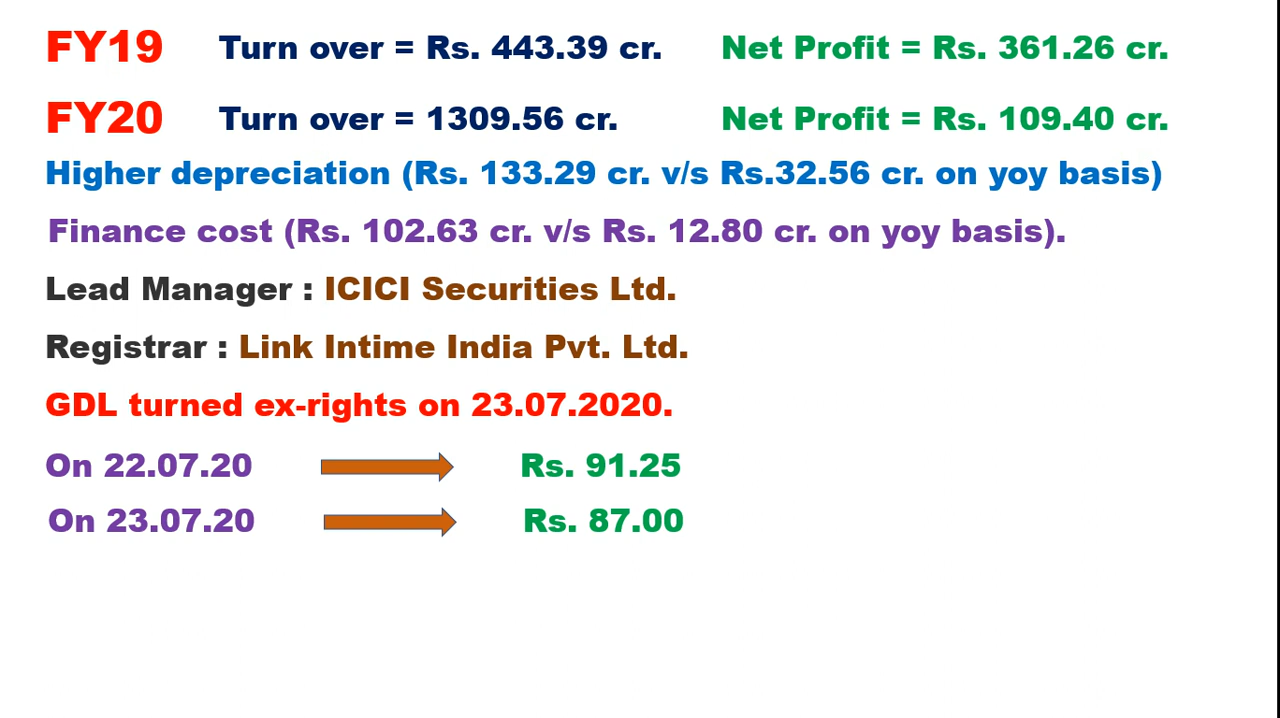 FY19 Turn over = Rs. 443.39 cr. Net Profit = Rs. 361.26 cr.
FY20 Turn over = 1309.56 cr. Net Profit = Rs. 109.40 cr.
Higher depreciation (Rs. 133.29 cr. v/s Rs.32.56 cr. on yoy basis)
Finance cost (Rs. 102.63 cr. v/s Rs. 12.80 cr. on yoy basis).
Lead Manager : ICICI Securities Ltd.
Registrar : Link Intime India Pvt. Ltd.
GDL turned ex-rights on 23.07.2020.
On 22.07.20 Rs. 91.25
On 23.07.20 Rs. 87.00